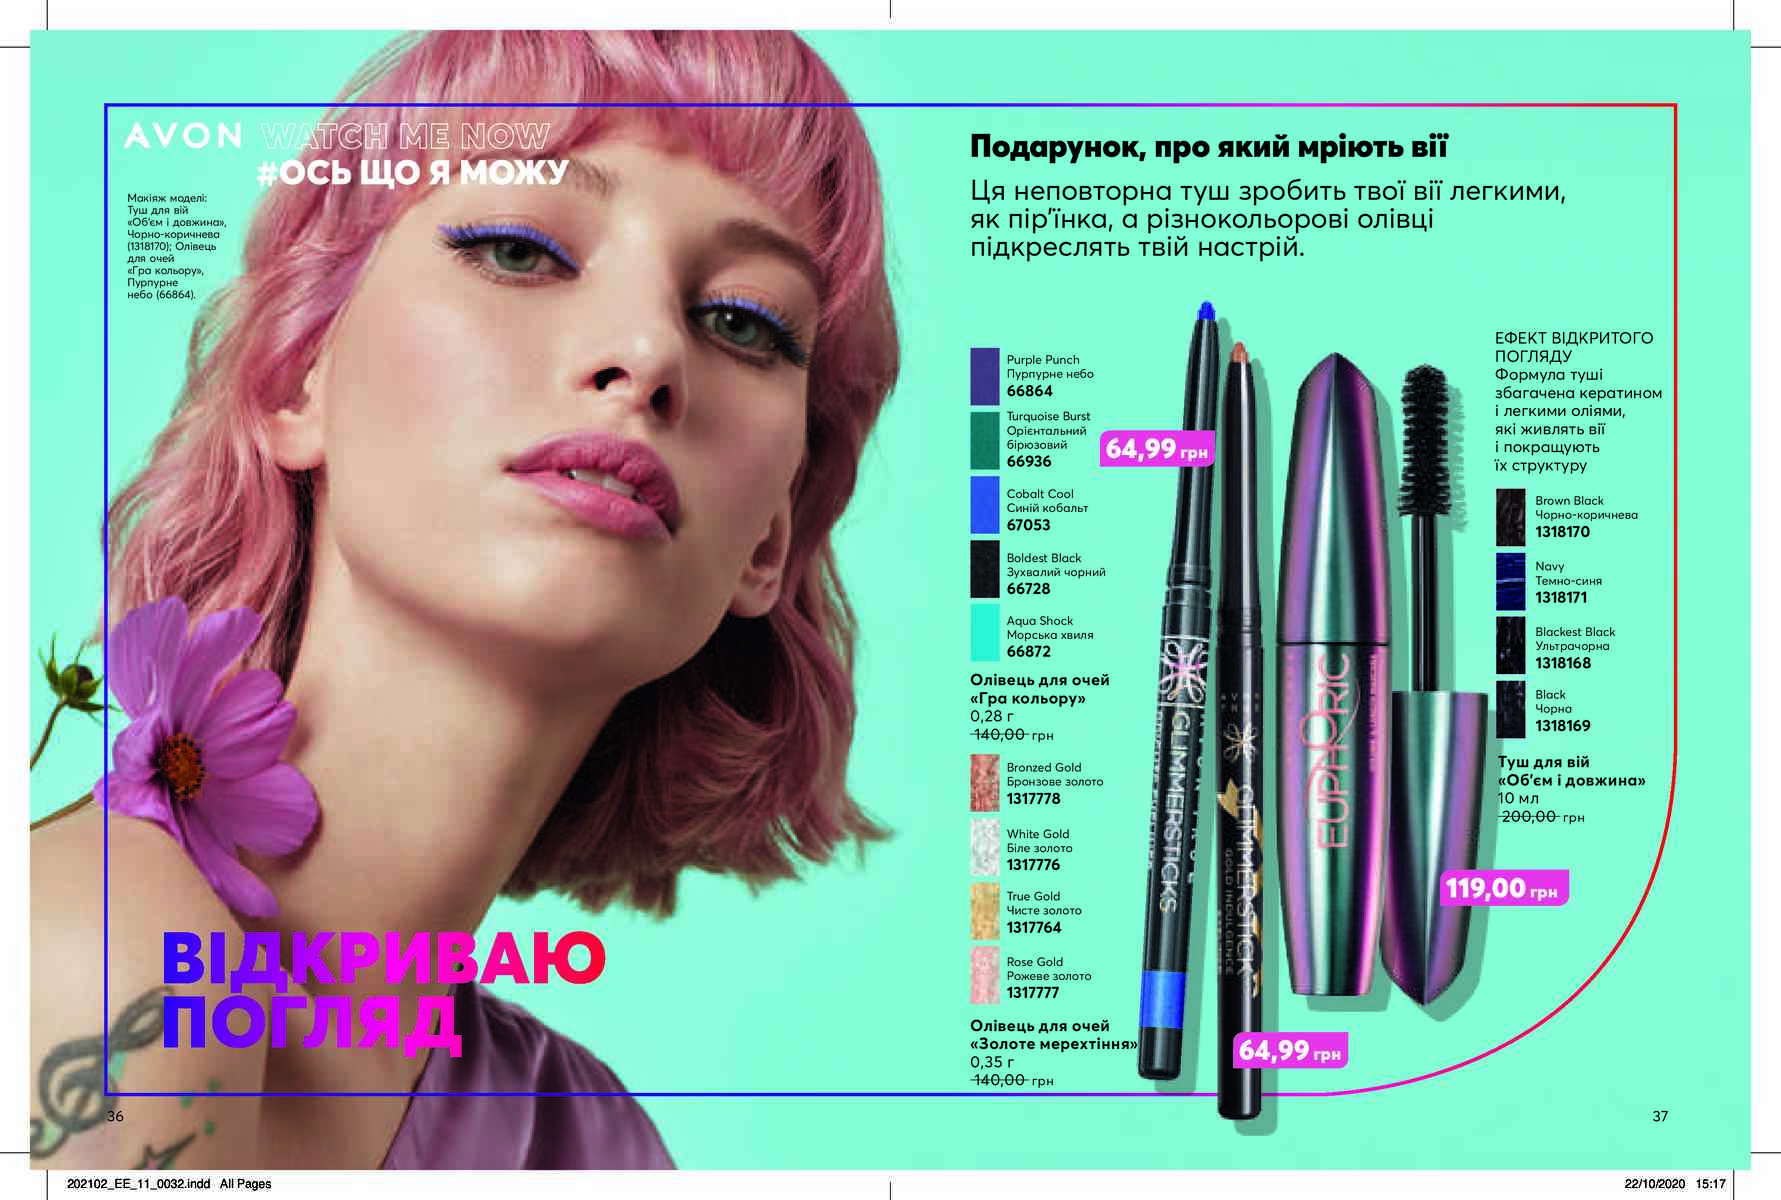 AVON WATCH ME NOW
#ОСЬ ЩО Я МОЖУ
Макіяж моделі:
Туш для вій
«Об'єм і довжина»,
Чорно-коричнева
(1318170); Олівець
для очей
«Гра кольору»,
Пурпурне
небо (66864).
ВІДКРИВАЮ
ПОГЛЯД
36
Подарунок, про який мріють вії
Ця неповторна туш зробить твої вії легкими,
як пір'їнка, а різнокольорові олівці
підкреслять твій настрій.
Purple Punch
Пурпурне небо
66864
Turquoise Burst
Орієнтальний
бірюзовий
66936
Cobalt Cool
Синій кобальт
67053
Boldest Black
Зухвалий чорний
66728
Aqua Shock
Морська хвиля
66872
Олівець для очей
«Гра кольору»
0,28 г
140,00 грн
64,99 грн
Bronzed Gold
Бронзове золото
1317778
White Gold
Біле золото
1317776
True Gold
Чисте золото
1317764
Rose Gold
Рожеве золото
1317777
Олівець для очей
«Золоте мерехтіння»
0,35 г
140,00 грн
64,99 грн
GLIMMERSTICKS
GLIMMERSTICK
GOLD INDULGENCE
EUPHORIC
ЕФЕКТ ВІДКРИТОГО
ПОГЛЯДУ
Формула туші
збагачена кератином
і легкими оліями,
які живлять вії
і покращують
їх структуру
Brown Black
Чорно-коричнева
1318170
Navy
Темно-синя
1318171
Blackest Black
Ультрачорна
1318168
Black
Чорна
1318169
Туш для вій
«Об'єм і довжина»
10 мл
200,00 грн
119,00 грн
37
202102_EE_11_0032.indd All Pages
22/10/2020 15:17